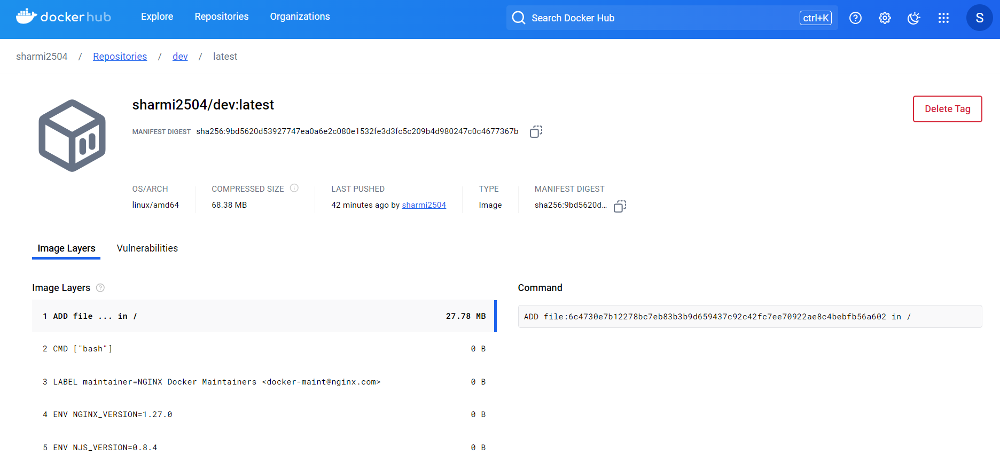 docker hub Explore Repositories Organizations Search Docker Hub ctrl+K S
sharmi2504 / Repositories / dev / latest
sharmi2504/dev:latest
Delete Tag
MANIFEST DIGEST sha256:9bd5620d53927747ea0a6e2c080e1532fe3d3fc5c209b4d980247c0c4677367b
OS/ARCH COMPRESSED SIZE LAST PUSHED TYPE MANIFEST DIGEST
linux/amd64 68.38 MB 42 minutes ago by sharmi2504 Image sha256:9bd5620d...
Image Layers Vulnerabilities
Image Layers Command
1 ADD file ... in / 27.78 MB ADD file:6c4730e7b12278bc7eb83b3b9d659437c92c42fc7ee70922ae8c4bebfb56a602 in /
2 CMD ["bash"] 0 B
3 LABEL maintainer=NGINX Docker Maintainers <docker-maint@nginx.com> 0 B
4 ENV NGINX_VERSION=1.27.0 0 B
5 ENV NJS_VERSION=0.8.4 0 B